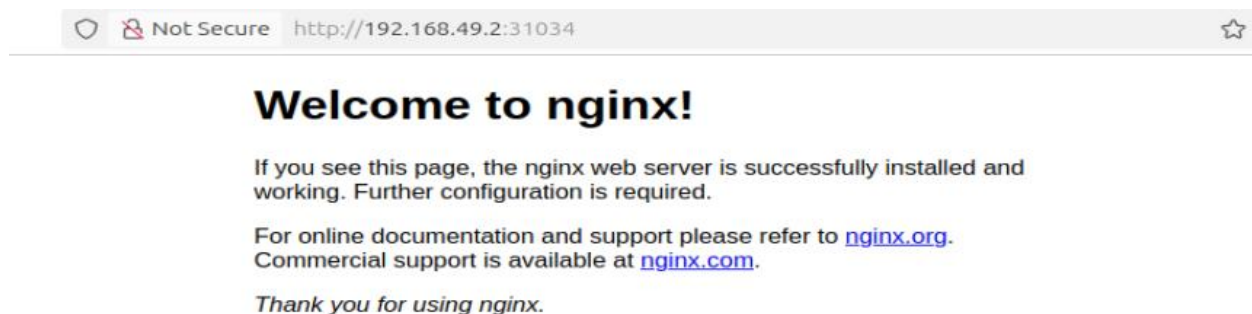 Not Secure http://192.168.49.2:31034
Welcome to nginx!
If you see this page, the nginx web server is successfully installed and
working. Further configuration is required.
For online documentation and support please refer to nginx.org.
Commercial support is available at nginx.com.
Thank you for using nginx.